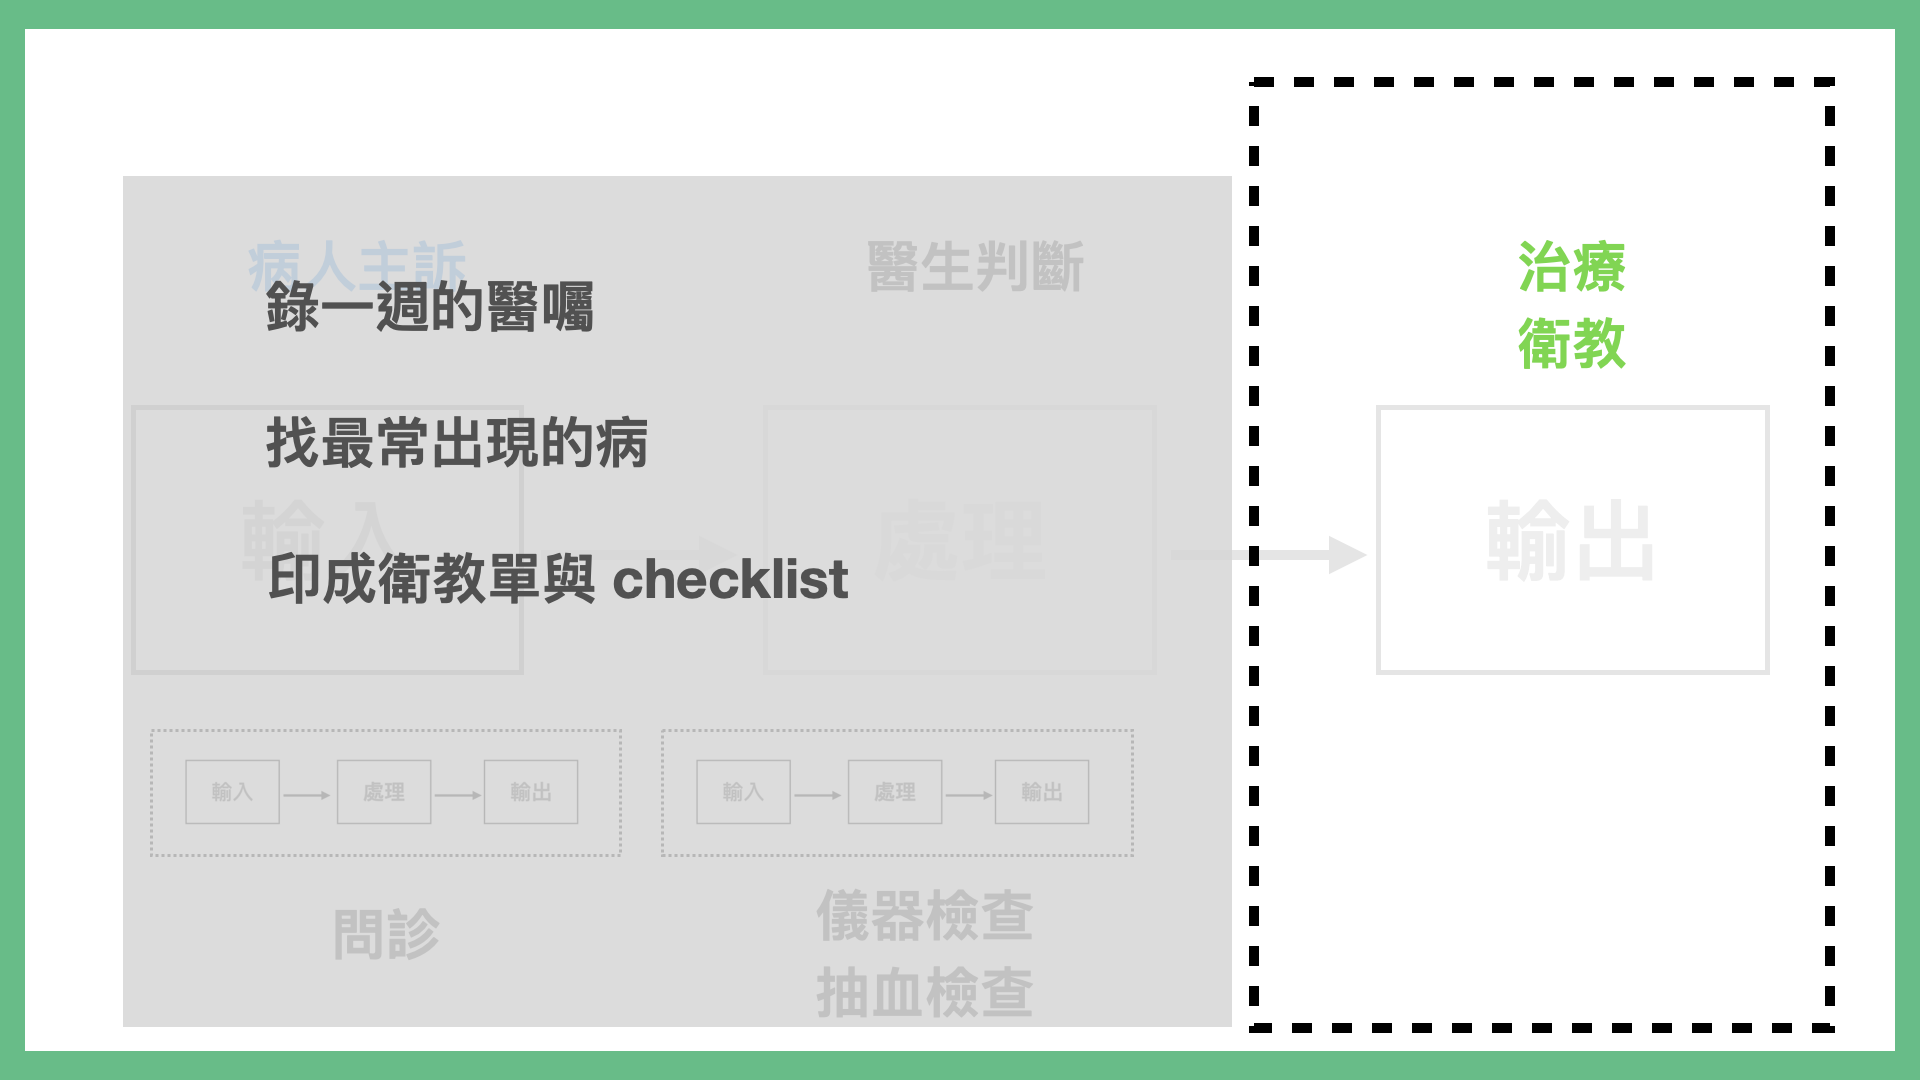 病人主訴
醫生判斷
治療
衛教
錄一週的醫囑
找最常出現的病
輸入
處理
輸出
印成衛教單與 checklist
輸入
處理
輸出
輸入
處理
輸出
問診
儀器檢查
抽血檢查